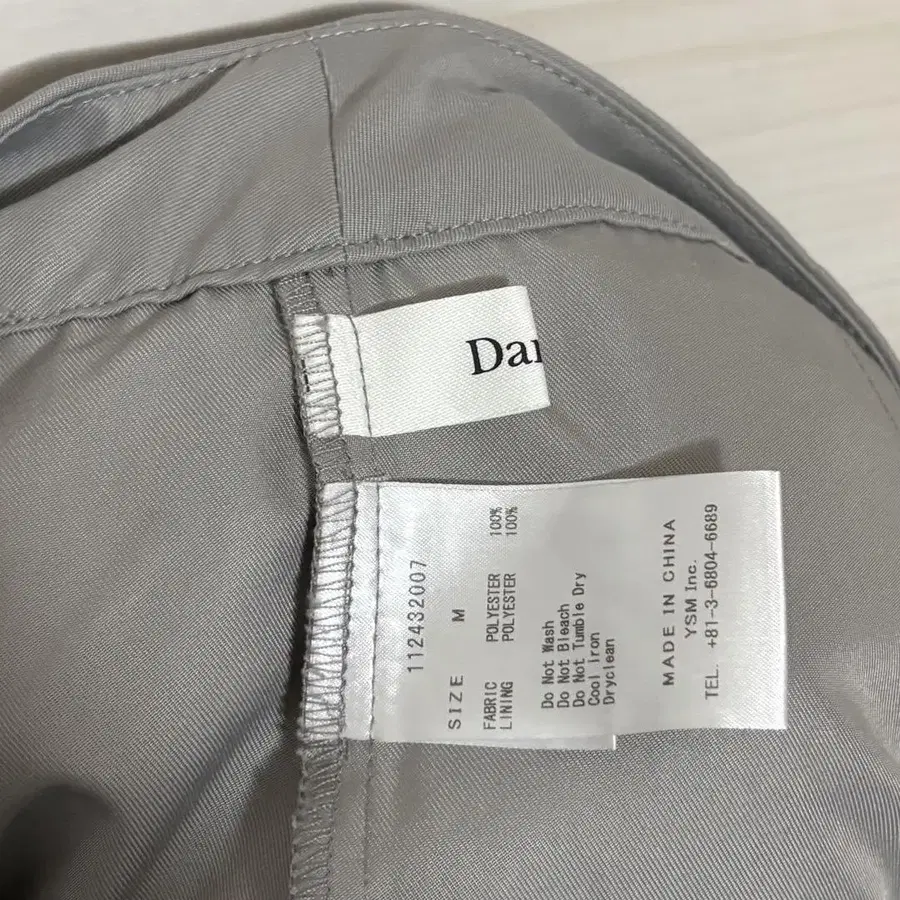 Dar
112432007
SIZE M
FABRIC POLYESTER 100%
LINING POLYESTER 100%
Do Not Wash
Do Not Bleach
Do Not Tumble Dry
Cool iron
Dryclean
MADE IN CHINA
YSM Inc.
TEL. +81-3-6804-6689